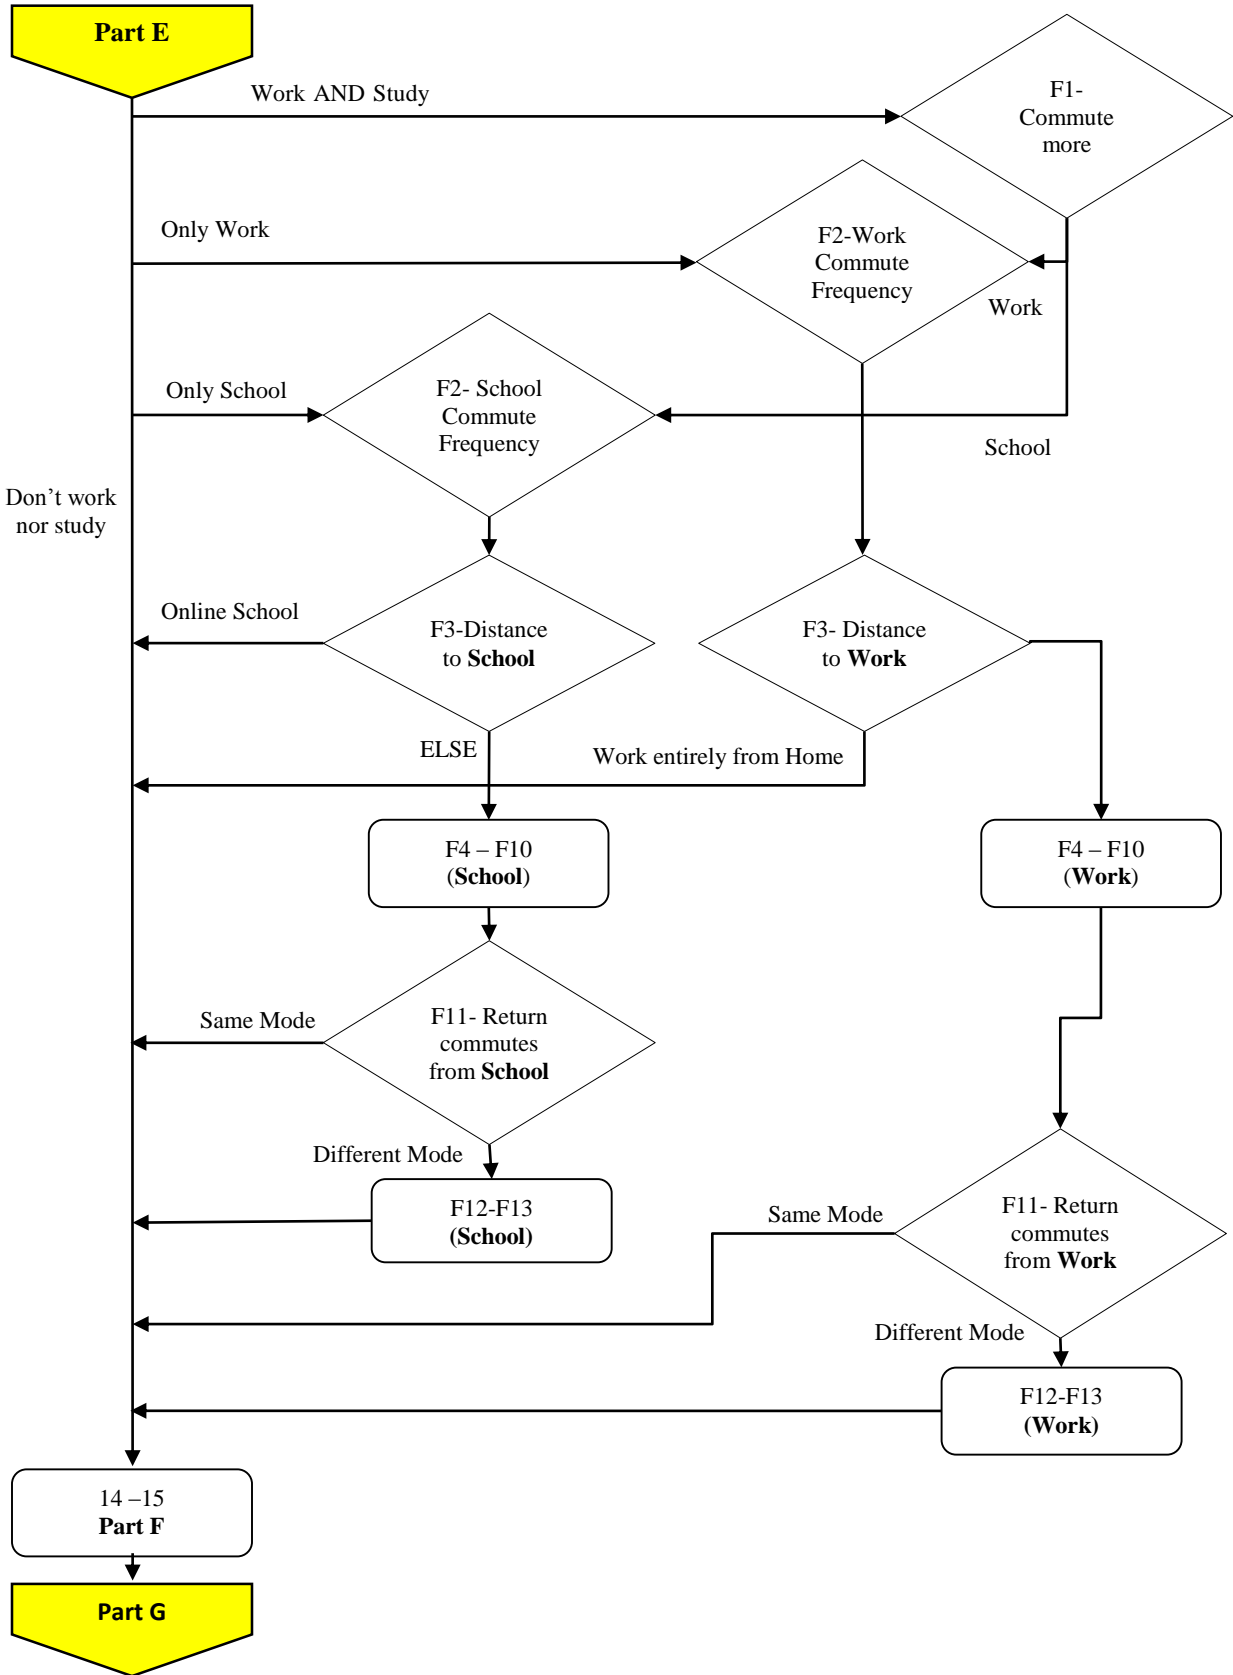 Part E
Work AND Study
F1-
Commute
more
Only Work
F2-Work
Commute
Frequency
Work
Only School
F2- School
Commute
Frequency
School
Don’t work
nor study
Online School
F3-Distance
to School
F3- Distance
to Work
ELSE
Work entirely from Home
F4 – F10
(School)
F4 – F10
(Work)
Same Mode
F11- Return
commutes
from School
Different Mode
F12-F13
(School)
Same Mode
F11- Return
commutes
from Work
Different Mode
F12-F13
(Work)
14 –15
Part F
Part G